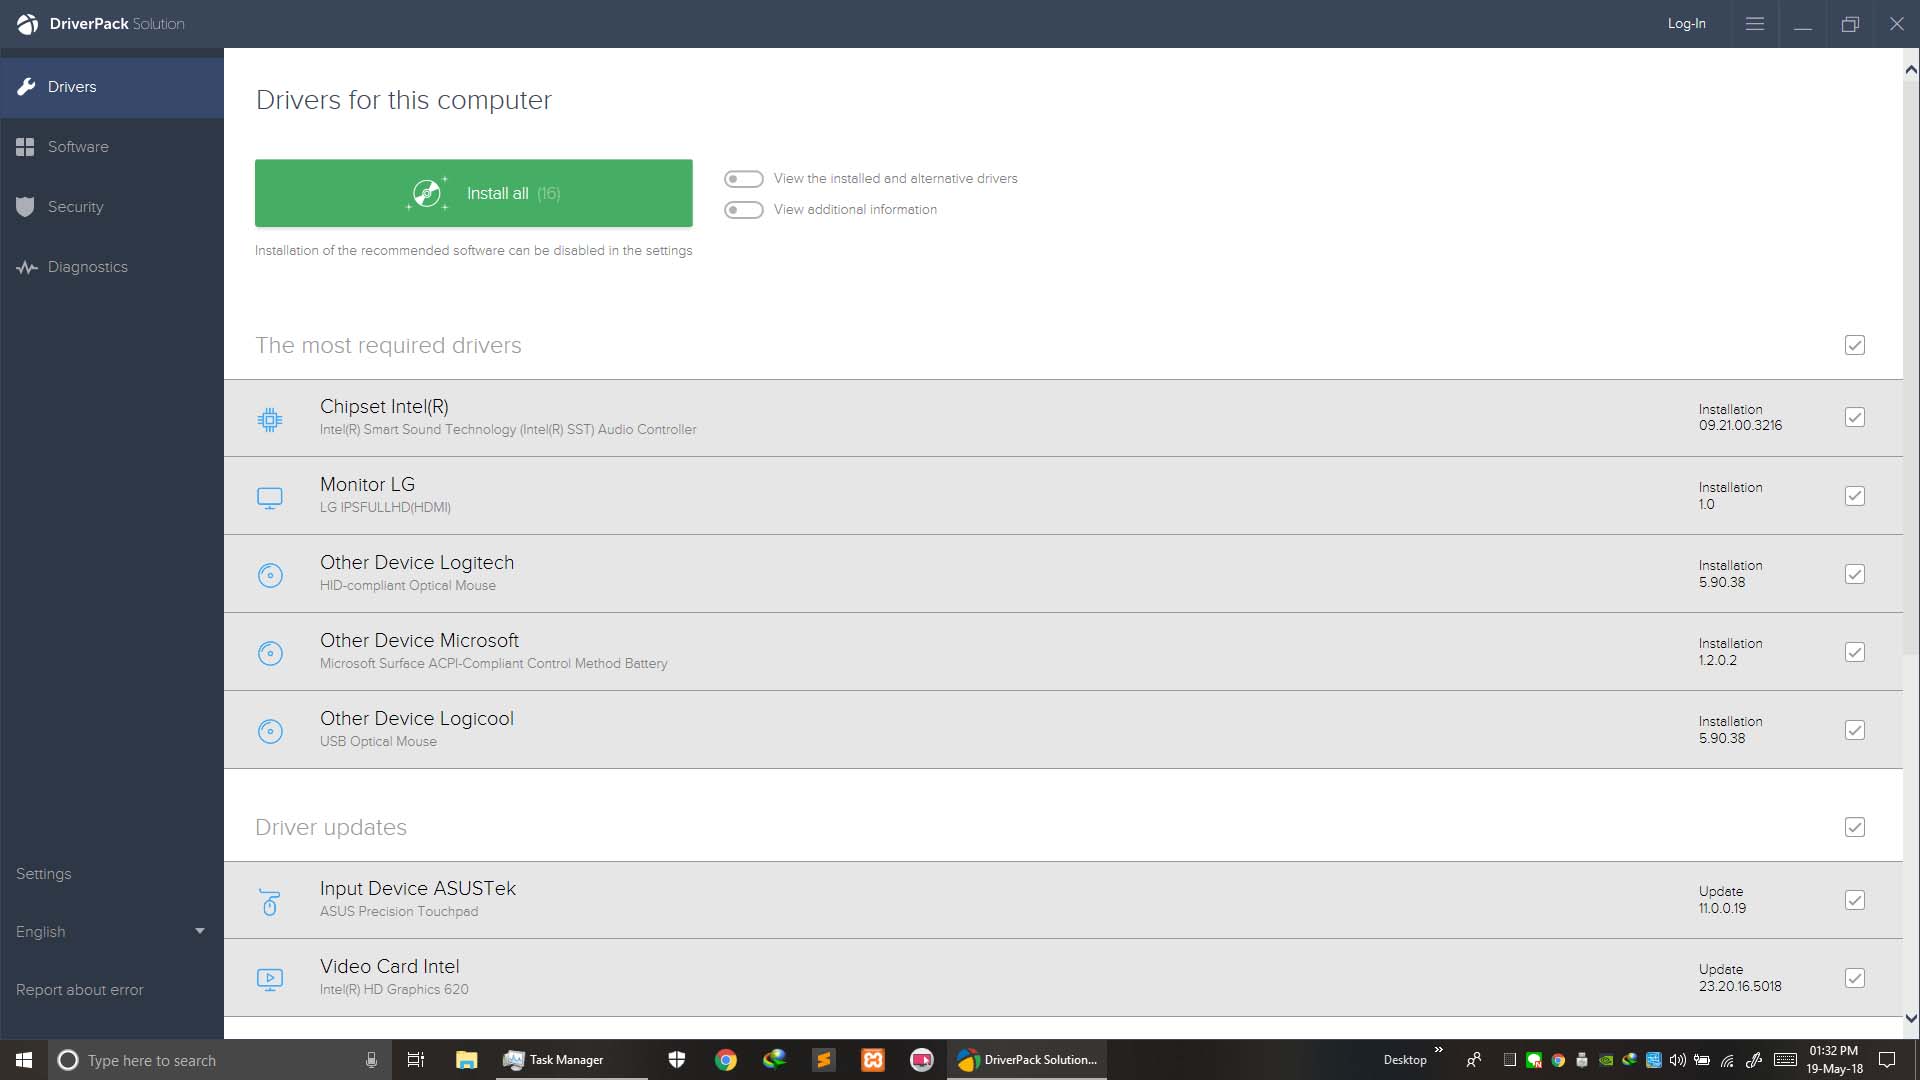 DriverPack Solution
Log-In
Drivers
Software
Security
Diagnostics
Settings
English
Report about error
Drivers for this computer
Install all (16)
View the installed and alternative drivers
View additional information
Installation of the recommended software can be disabled in the settings
The most required drivers
Chipset Intel(R)
Intel(R) Smart Sound Technology (Intel(R) SST) Audio Controller
Installation
09.21.00.3216
Monitor LG
LG IPSFULLHD(HDMI)
Installation
1.0
Other Device Logitech
HID-compliant Optical Mouse
Installation
5.90.38
Other Device Microsoft
Microsoft Surface ACPI-Compliant Control Method Battery
Installation
1.2.0.2
Other Device Logicool
USB Optical Mouse
Installation
5.90.38
Driver updates
Input Device ASUSTek
ASUS Precision Touchpad
Update
11.0.0.19
Video Card Intel
Intel(R) HD Graphics 620
Update
23.20.16.5018
Type here to search
Task Manager
DriverPack Solution...
Desktop
01:32 PM
19-May-18